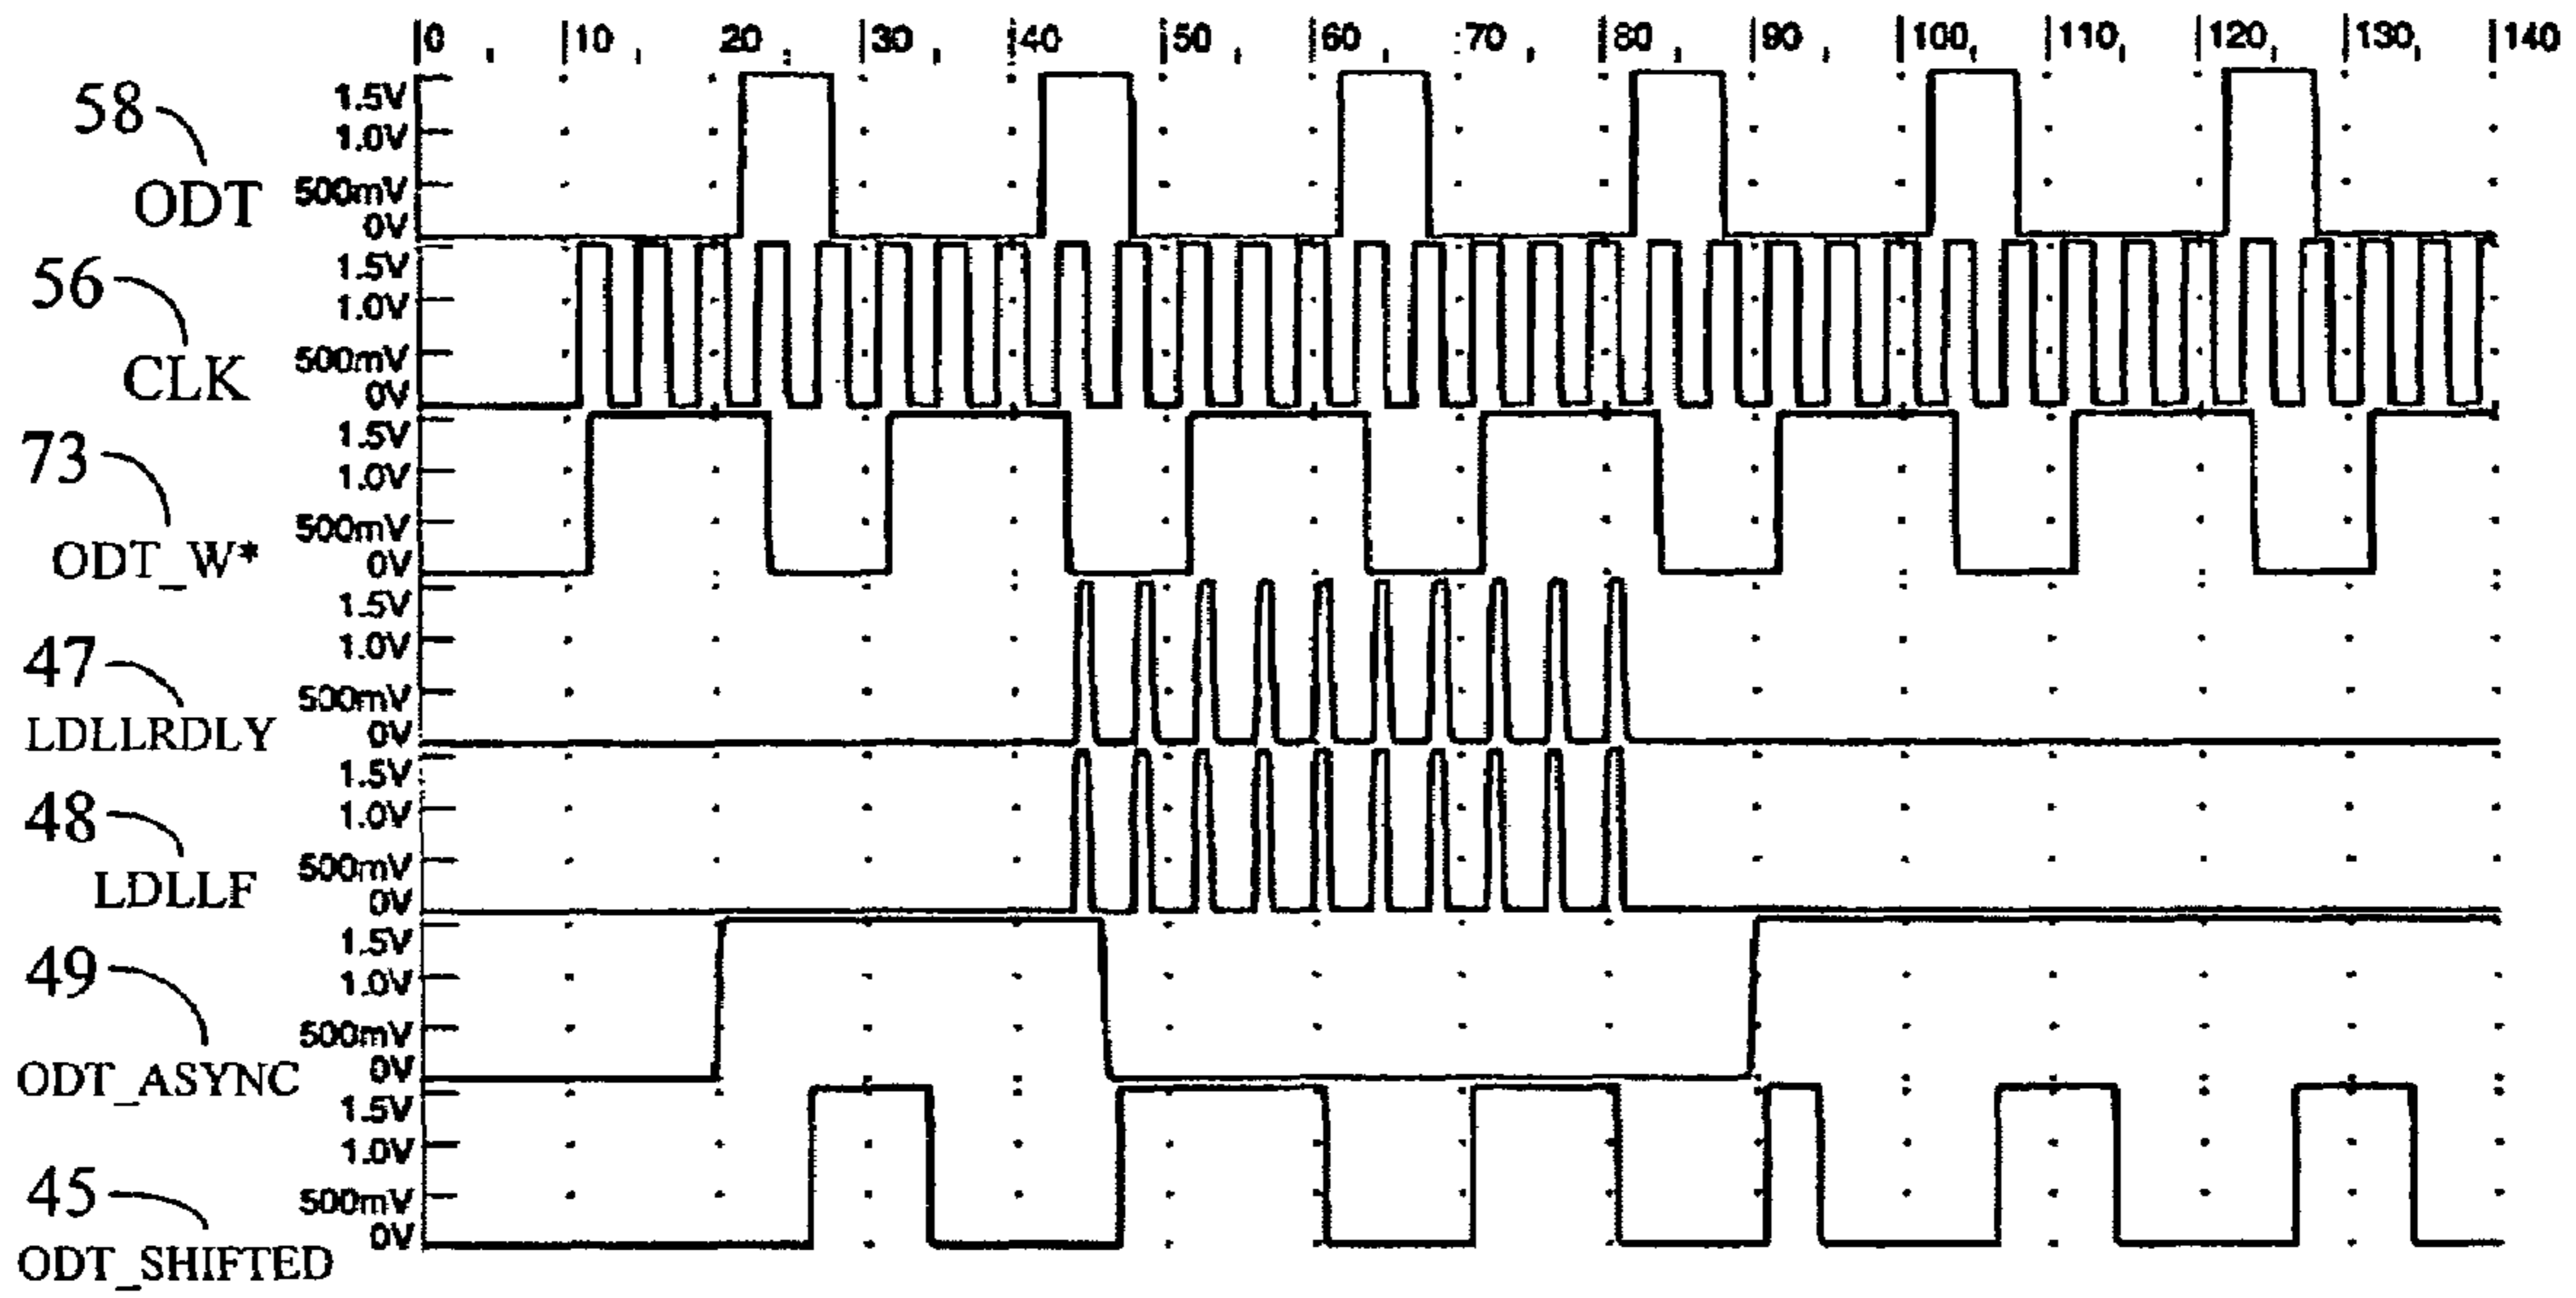 0 10 20 30 40 50 60 70 80 90 100 110 120 130 140
58
ODT
1.5V
1.0V
500mV
0V
56
CLK
1.5V
1.0V
500mV
0V
73
ODT_W*
1.5V
1.0V
500mV
0V
47
LDLLRDLY
1.5V
1.0V
500mV
0V
48
LDLLF
1.5V
1.0V
500mV
0V
49
ODT_ASYNC
1.5V
1.0V
500mV
0V
45
ODT_SHIFTED
1.5V
1.0V
500mV
0V